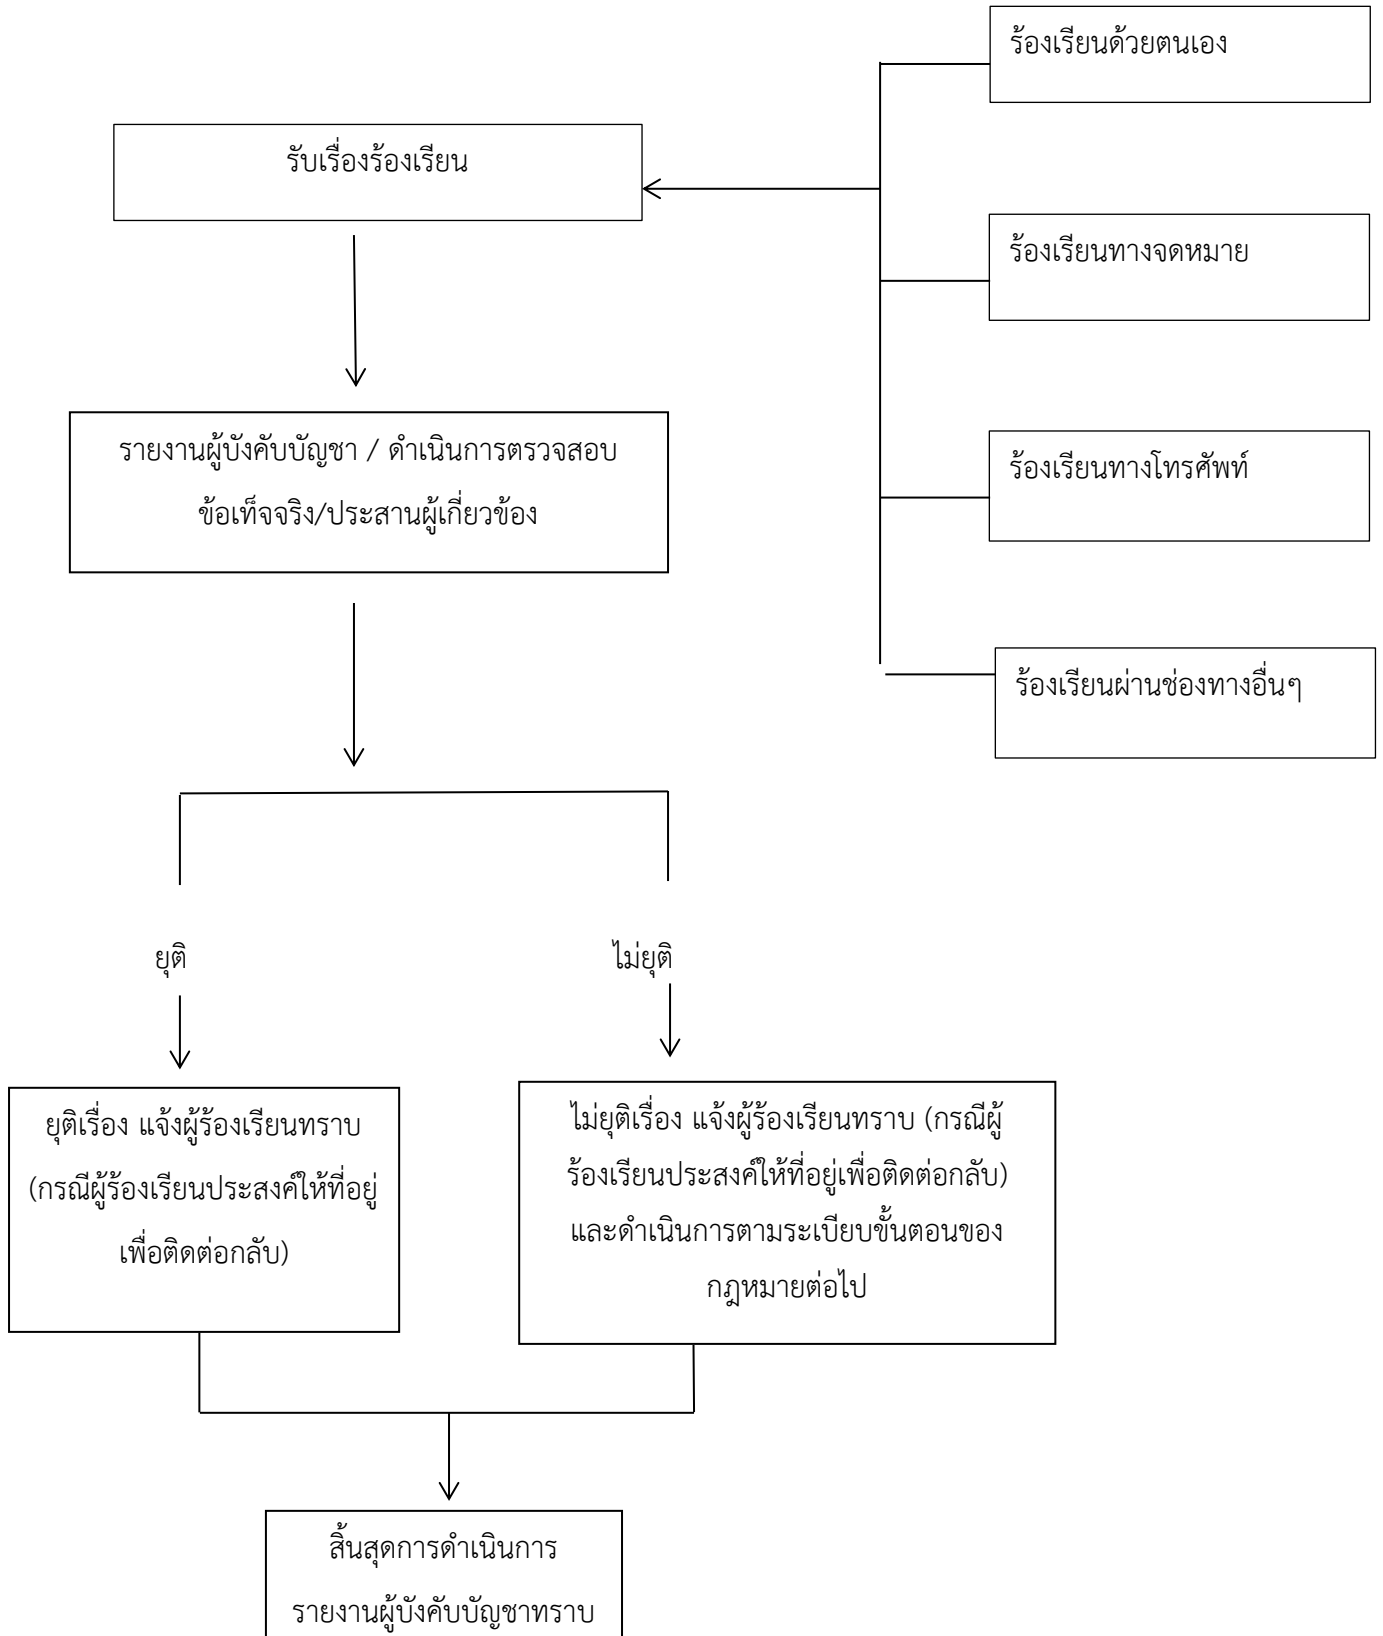 ร้องเรียนด้วยตนเอง
รับเรื่องร้องเรียน
ร้องเรียนทางจดหมาย
ร้องเรียนทางโทรศัพท์
รายงานผู้บังคับบัญชา / ดำเนินการตรวจสอบ
ข้อเท็จจริง/ประสานผู้เกี่ยวข้อง
ร้องเรียนผ่านช่องทางอื่นๆ
ยุติ
ไม่ยุติ
ยุติเรื่อง แจ้งผู้ร้องเรียนทราบ
(กรณีผู้ร้องเรียนประสงค์ให้ที่อยู่
เพื่อติดต่อกลับ)
ไม่ยุติเรื่อง แจ้งผู้ร้องเรียนทราบ (กรณีผู้
ร้องเรียนประสงค์ให้ที่อยู่เพื่อติดต่อกลับ)
และดำเนินการตามระเบียบขั้นตอนของ
กฎหมายต่อไป
สิ้นสุดการดำเนินการ
รายงานผู้บังคับบัญชาทราบ